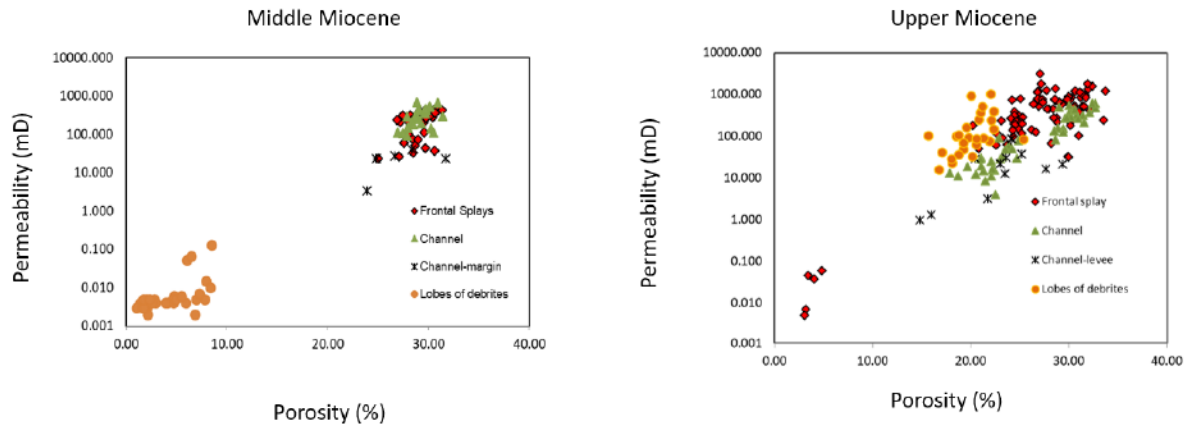 Middle Miocene
Permeability (mD)
10000.000
1000.000
100.000
10.000
1.000
0.100
0.010
0.001
0.00
10.00
20.00
30.00
40.00
Frontal Splays
Channel
Channel-margin
Lobes of debrites
Porosity (%)
Upper Miocene
Permeability (mD)
10000.000
1000.000
100.000
10.000
1.000
0.100
0.010
0.001
0.00
10.00
20.00
30.00
40.00
Frontal splay
Channel
Channel-levee
Lobes of debrites
Porosity (%)